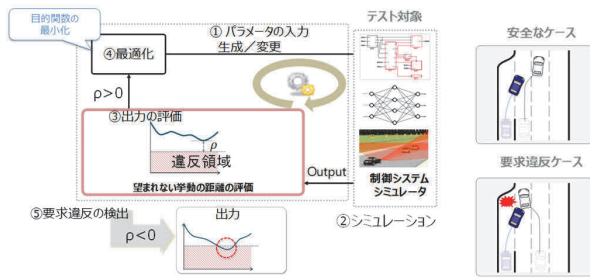 目的関数の
最小化
④最適化
① パラメータの入力
生成／変更
テスト対象
安全なケース
ρ>0
③出力の評価
ρ
違反領域
望まれない挙動の距離の評価
Output
制御システム
シミュレータ
②シミュレーション
要求違反ケース
⑤要求違反の検出
ρ<0
出力